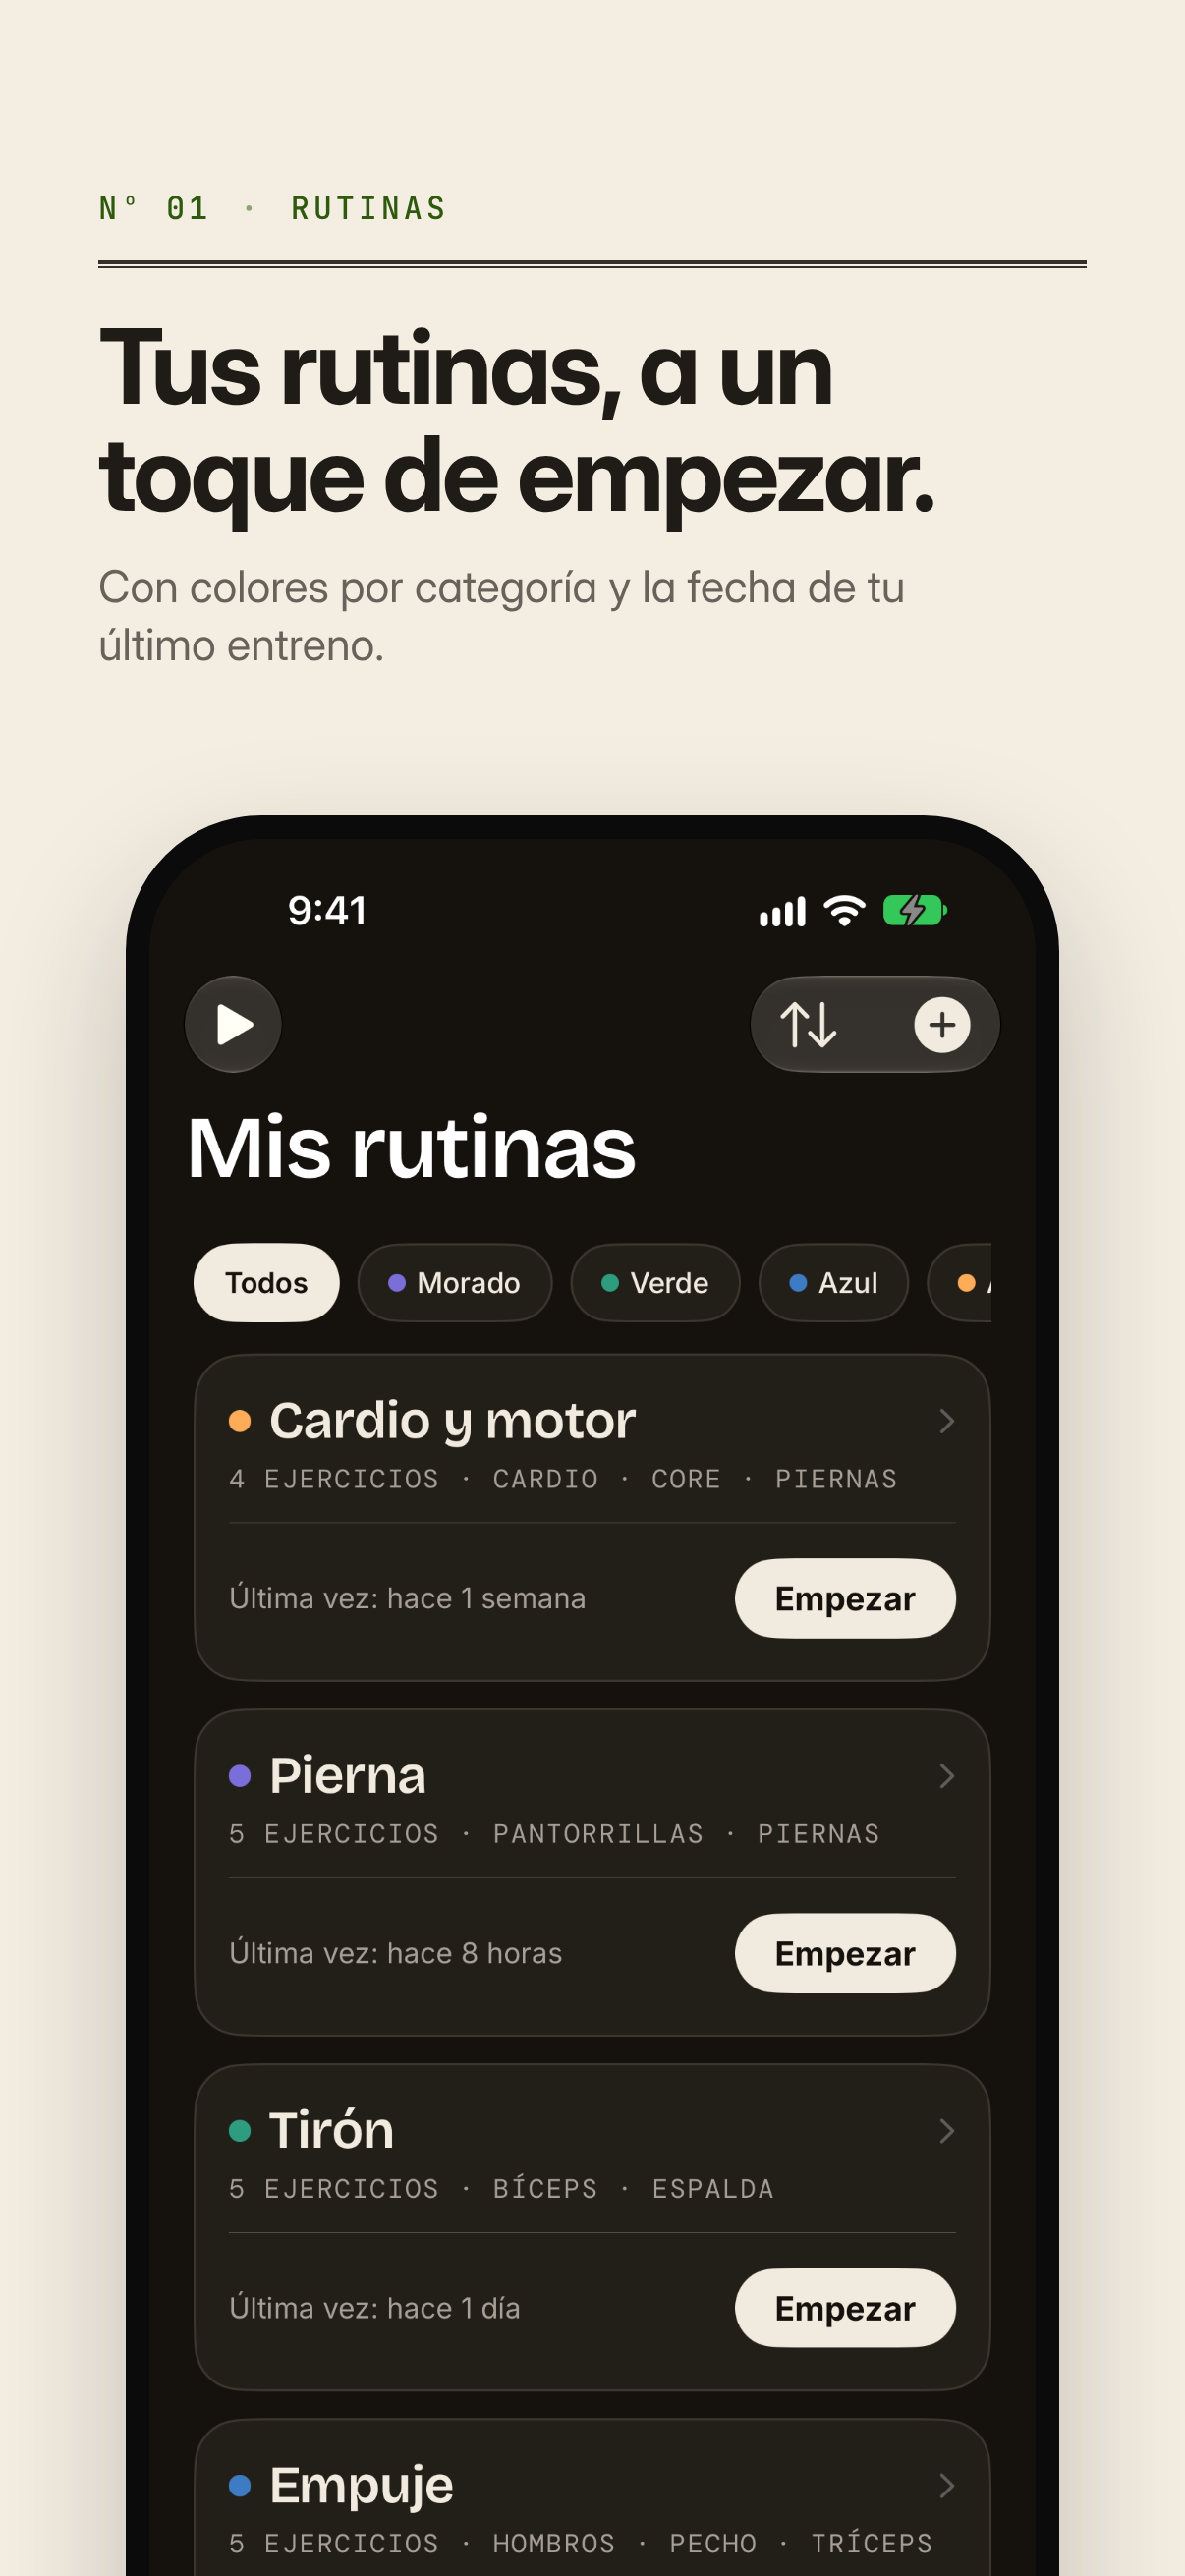 Nº 01 · RUTINAS
Tus rutinas, a un
toque de empezar.
Con colores por categoría y la fecha de tu
último entreno.
9:41
Mis rutinas
Todos Morado Verde Azul
Cardio y motor
4 EJERCICIOS · CARDIO · CORE · PIERNAS
Última vez: hace 1 semana Empezar
Pierna
5 EJERCICIOS · PANTORRILLAS · PIERNAS
Última vez: hace 8 horas Empezar
Tirón
5 EJERCICIOS · BÍCEPS · ESPALDA
Última vez: hace 1 día Empezar
Empuje
5 EJERCICIOS · HOMBROS · PECHO · TRÍCEPS